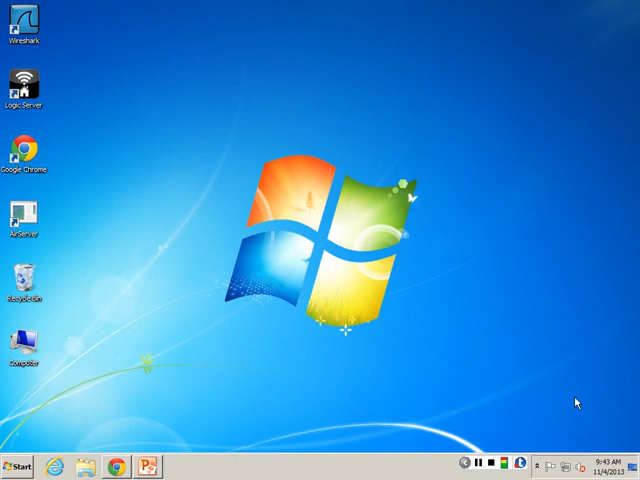 Wireshark
Logic Server
Google Chrome
AirServer
Recycle Bin
Computer
Start
9:43 AM
11/4/2013